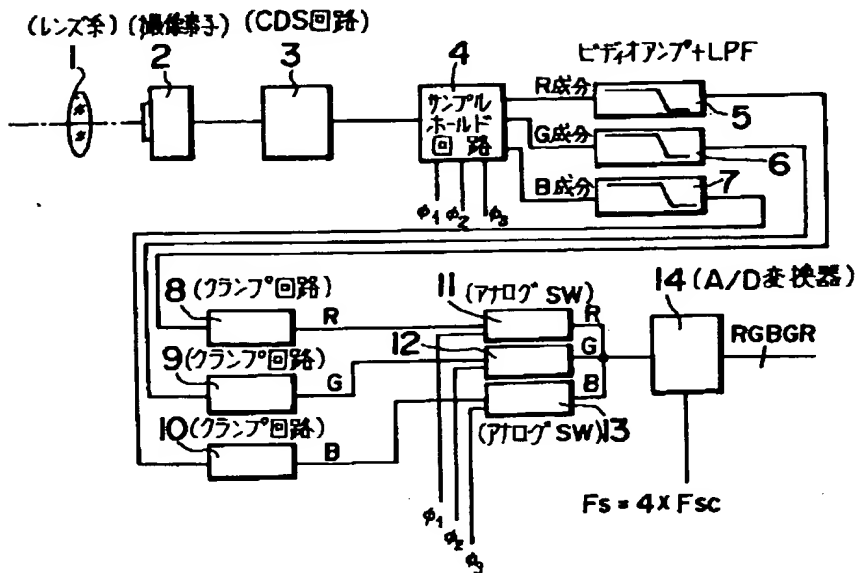 (レンズ系) (撮像素子) (CDS回路)
1 2 3 4
ビデオアンプ+LPF
サンプル
ホールド
回路
R成分 5
G成分 6
B成分 7
φ1 φ2 φ3
8 (クランプ回路) R
9 (クランプ回路) G
10 (クランプ回路) B
11 (アナログSW) R
12 G
B
(アナログSW) 13
14 (A/D変換器)
RGBGR
φ1
φ2
φ3
Fs = 4 × Fsc